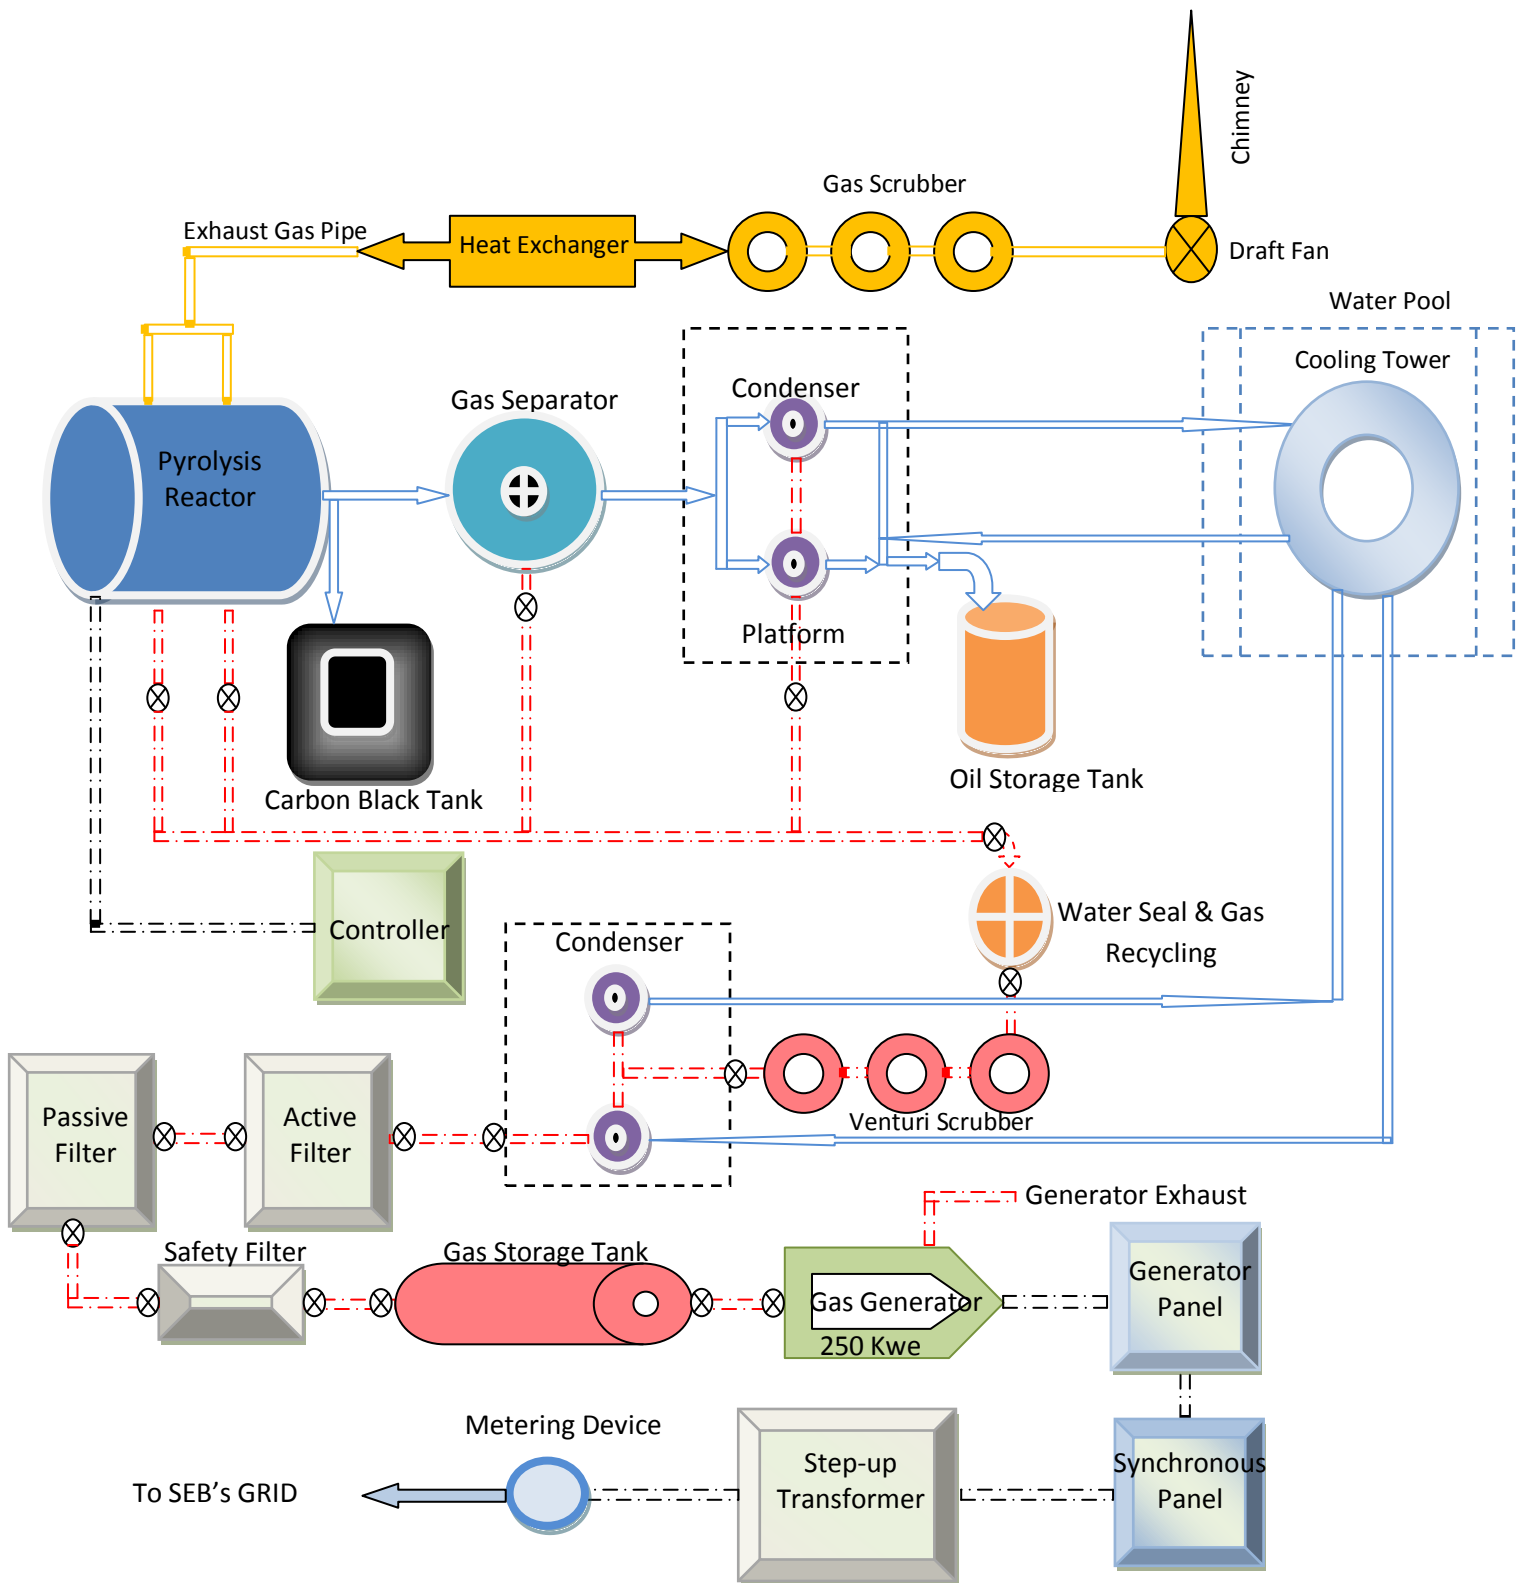 Chimney
Gas Scrubber
Exhaust Gas Pipe
Heat Exchanger
Draft Fan
Water Pool
Cooling Tower
Condenser
Gas Separator
Pyrolysis
Reactor
Platform
Oil Storage Tank
Carbon Black Tank
Controller
Water Seal & Gas
Recycling
Condenser
Venturi Scrubber
Passive
Filter
Active
Filter
Generator Exhaust
Safety Filter
Gas Storage Tank
Gas Generator
250 Kwe
Generator
Panel
Metering Device
Step-up
Transformer
Synchronous
Panel
To SEB’s GRID